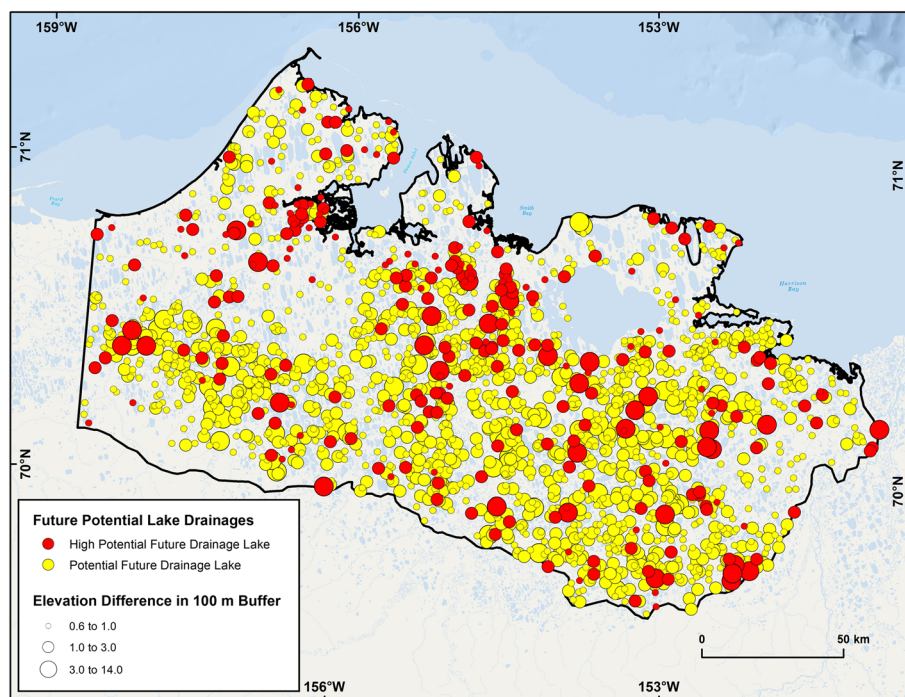 159°W
156°W
153°W
71°N
71°N
Peard
Bay
Smith
Bay
Harrison
Bay
70°N
70°N
Future Potential Lake Drainages
High Potential Future Drainage Lake
Potential Future Drainage Lake
Elevation Difference in 100 m Buffer
0.6 to 1.0
1.0 to 3.0
3.0 to 14.0
0
50 km
156°W
153°W